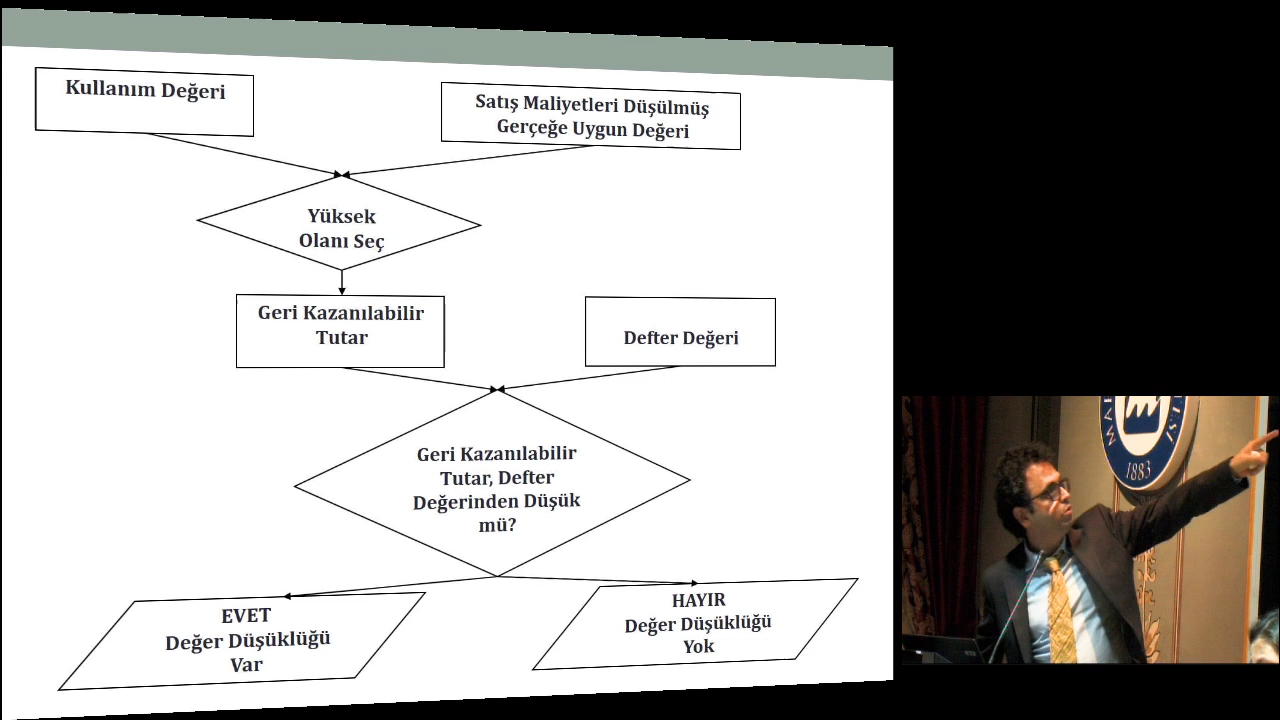 Kullanım Değeri
Satış Maliyetleri Düşülmüş
Gerçeğe Uygun Değeri
Yüksek
Olanı Seç
Geri Kazanılabilir
Tutar
Defter Değeri
Geri Kazanılabilir
Tutar, Defter
Değerinden Düşük
mü?
EVET
Değer Düşüklüğü
Var
HAYIR
Değer Düşüklüğü
Yok
1883